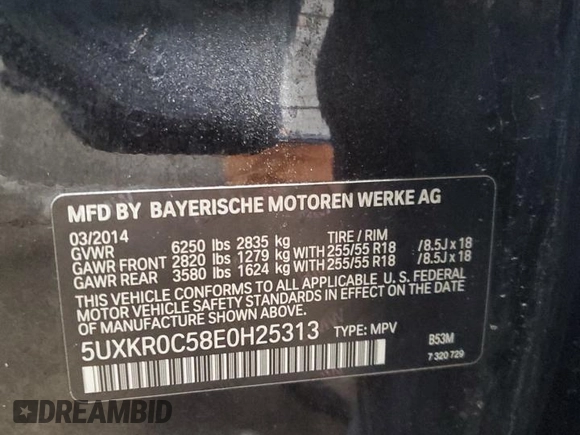 MFD BY BAYERISCHE MOTOREN WERKE AG
03/2014 TIRE / RIM
GVWR 6250 lbs 2835 kg
GAWR FRONT 2820 lbs 1279 kg WITH 255/55 R18 /8.5J x 18
GAWR REAR 3580 lbs 1624 kg WITH 255/55 R18 /8.5J x 18
THIS VEHICLE CONFORMS TO ALL APPLICABLE U. S. FEDERAL
MOTOR VEHICLE SAFETY STANDARDS IN EFFECT ON THE DATE OF
MANUFACTURE SHOWN ABOVE.
5UXKR0C58E0H25313 TYPE: MPV B53M
7 320 729
DREAMBID